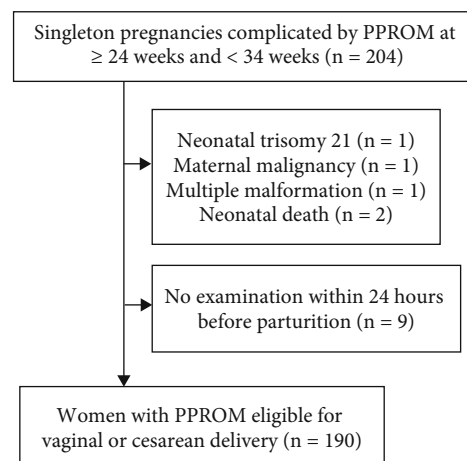 Singleton pregnancies complicated by PPROM at
≥ 24 weeks and < 34 weeks (n = 204)
Neonatal trisomy 21 (n = 1)
Maternal malignancy (n = 1)
Multiple malformation (n = 1)
Neonatal death (n = 2)
No examination within 24 hours
before parturition (n = 9)
Women with PPROM eligible for
vaginal or cesarean delivery (n = 190)